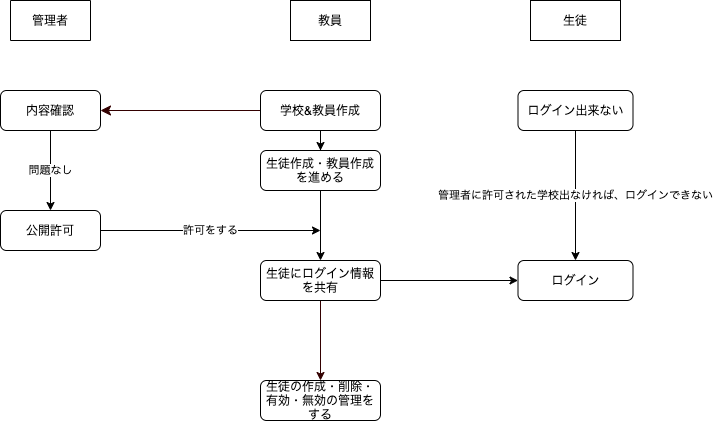 管理者
教員
生徒
内容確認
学校&教員作成
ログイン出来ない
問題なし
生徒作成・教員作成
を進める
管理者に許可された学校出なければ、ログインできない
公開許可
許可をする
生徒にログイン情報
を共有
ログイン
生徒の作成・削除・
有効・無効の管理を
する